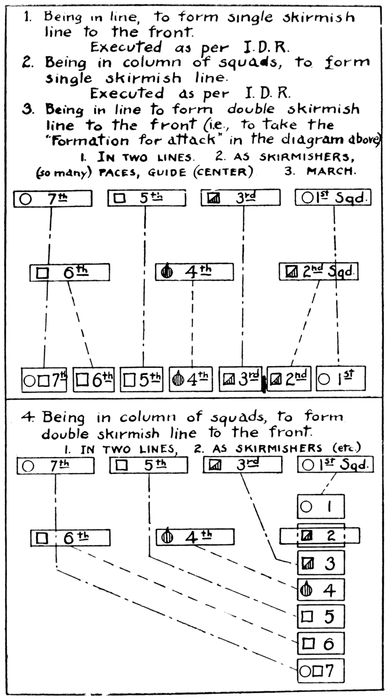 1. Being in line, to form single skirmish
line to the front.
Executed as per I.D.R.
2. Being in column of squads, to form
single skirmish line.
Executed as per I.D.R.
3. Being in line to form double skirmish
line to the front (i.e., to take the
"Formation for attack" in the diagram above)
1. IN TWO LINES. 2. AS SKIRMISHERS,
(so many) PACES, GUIDE (CENTER) 3. MARCH.
7th 5th 3rd 1st Sqd.
6th 4th 2nd Sqd.
7th 6th 5th 4th 3rd 2nd 1st
4. Being in column of squads, to form
double skirmish line to the front.
1. IN TWO LINES, 2. AS SKIRMISHERS (etc)
7th 5th 3rd 1st Sqd.
1
6th 4th 2
3
4
5
6
7